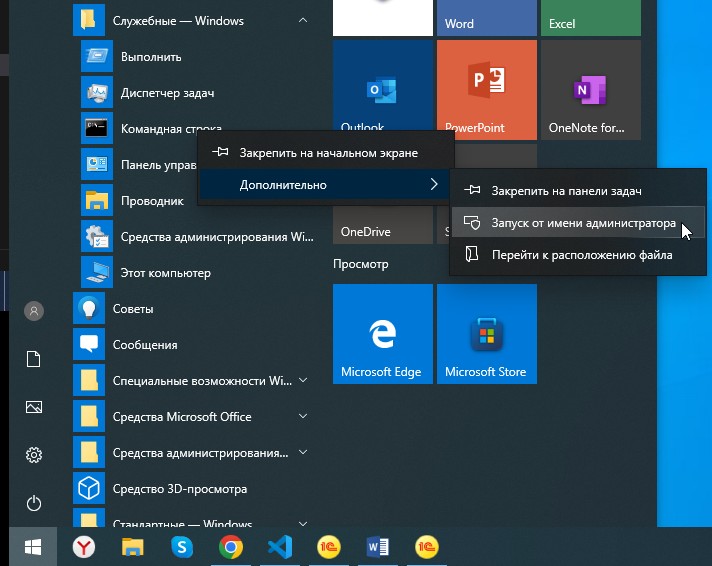 Служебные — Windows
Выполнить
Диспетчер задач
Командная строка
Панель управ
Проводник
Средства администрирования Wi...
Этот компьютер
Советы
Сообщения
Специальные возможности Wi...
Средства Microsoft Office
Средства администрирования...
Средство 3D-просмотра
Стандартные — Windows
Закрепить на начальном экране
Дополнительно
Закрепить на панели задач
Запуск от имени администратора
Перейти к расположению файла
Word
Excel
Outlook
PowerPoint
OneNote for...
OneDrive
S
Просмотр
Microsoft Edge
Microsoft Store